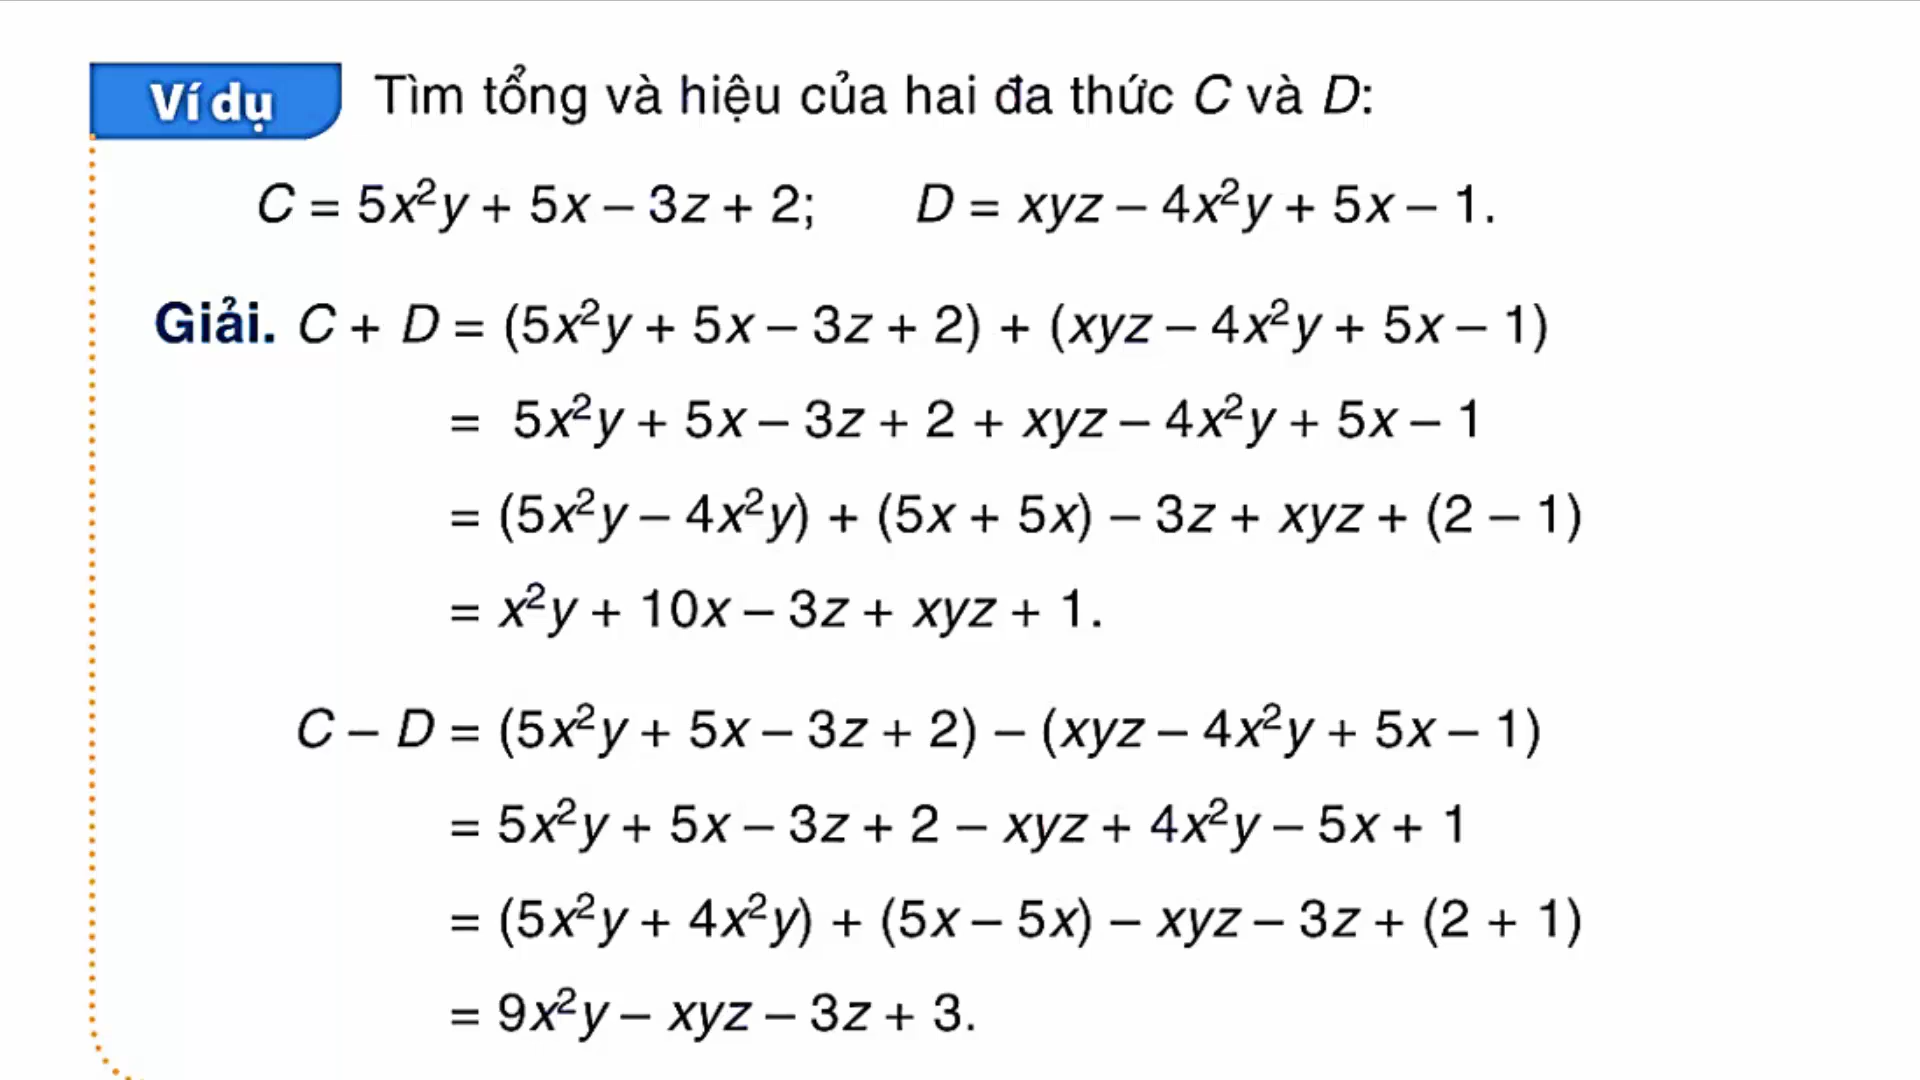 Ví dụ Tìm tổng và hiệu của hai đa thức C và D:
C = 5x²y + 5x – 3z + 2; D = xyz – 4x²y + 5x – 1.
Giải. C + D = (5x²y + 5x – 3z + 2) + (xyz – 4x²y + 5x – 1)
= 5x²y + 5x – 3z + 2 + xyz – 4x²y + 5x – 1
= (5x²y – 4x²y) + (5x + 5x) – 3z + xyz + (2 – 1)
= x²y + 10x – 3z + xyz + 1.
C – D = (5x²y + 5x – 3z + 2) – (xyz – 4x²y + 5x – 1)
= 5x²y + 5x – 3z + 2 – xyz + 4x²y – 5x + 1
= (5x²y + 4x²y) + (5x – 5x) – xyz – 3z + (2 + 1)
= 9x²y – xyz – 3z + 3.